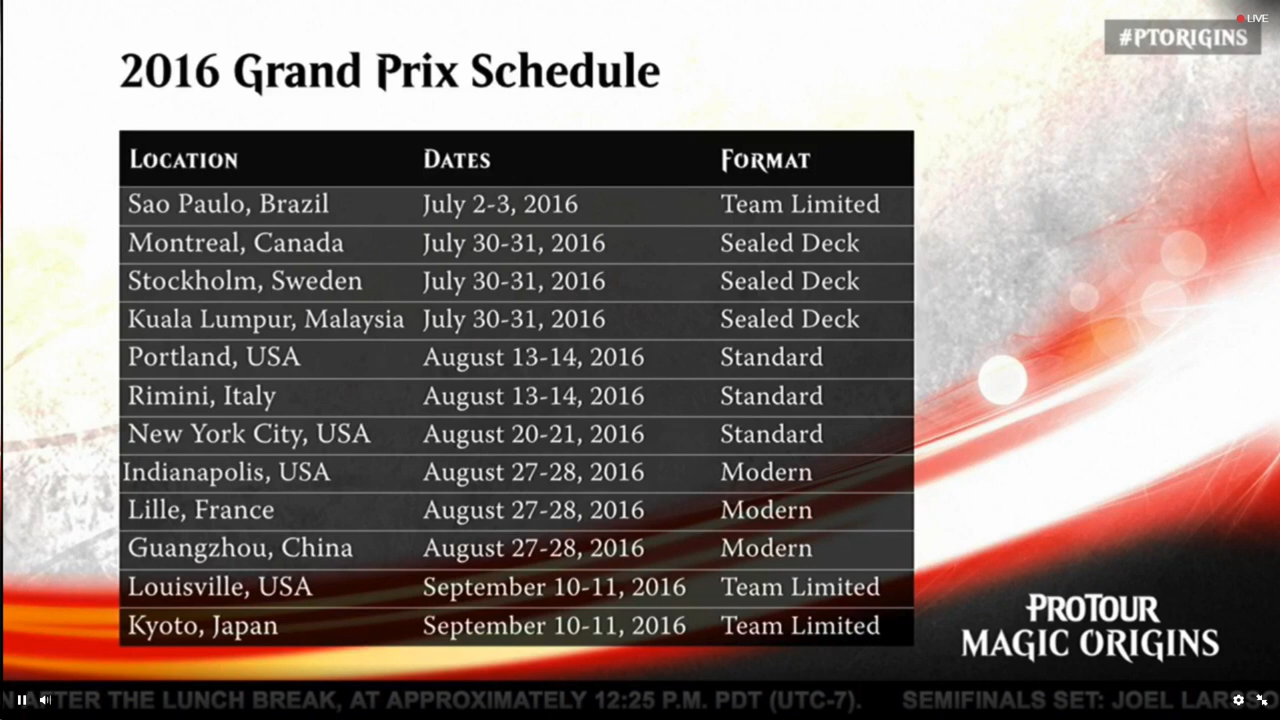 LIVE
#PTORIGINS
2016 Grand Prix Schedule
LOCATION DATES FORMAT
Sao Paulo, Brazil July 2-3, 2016 Team Limited
Montreal, Canada July 30-31, 2016 Sealed Deck
Stockholm, Sweden July 30-31, 2016 Sealed Deck
Kuala Lumpur, Malaysia July 30-31, 2016 Sealed Deck
Portland, USA August 13-14, 2016 Standard
Rimini, Italy August 13-14, 2016 Standard
New York City, USA August 20-21, 2016 Standard
Indianapolis, USA August 27-28, 2016 Modern
Lille, France August 27-28, 2016 Modern
Guangzhou, China August 27-28, 2016 Modern
Louisville, USA September 10-11, 2016 Team Limited
Kyoto, Japan September 10-11, 2016 Team Limited
PROTOUR
MAGIC ORIGINS
THE LUNCH BREAK, AT APPROXIMATELY 12:25 P.M. PDT (UTC-7). SEMIFINALS SET: JOEL